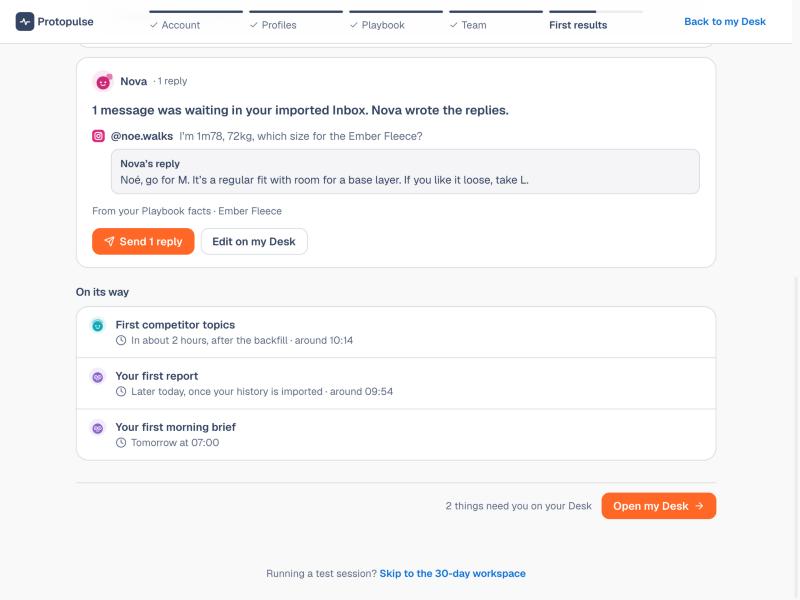 Protopulse
Account
Profiles
Playbook
Team
First results
Back to my Desk
Nova · 1 reply
1 message was waiting in your imported Inbox. Nova wrote the replies.
@noe.walks I'm 1m78, 72kg, which size for the Ember Fleece?
Nova's reply
Noé, go for M. It's a regular fit with room for a base layer. If you like it loose, take L.
From your Playbook facts · Ember Fleece
Send 1 reply
Edit on my Desk
On its way
First competitor topics
In about 2 hours, after the backfill · around 10:14
Your first report
Later today, once your history is imported · around 09:54
Your first morning brief
Tomorrow at 07:00
2 things need you on your Desk
Open my Desk →
Running a test session? Skip to the 30-day workspace